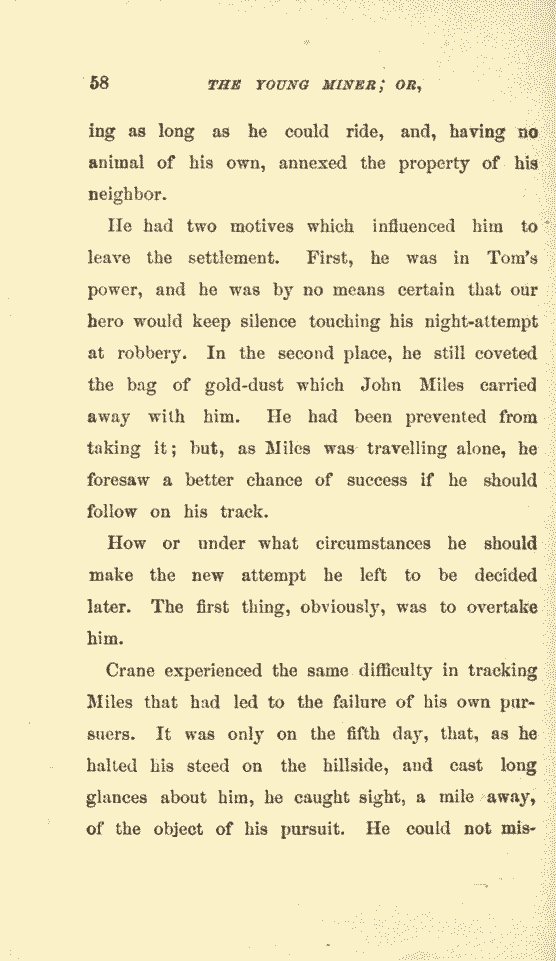 58 THE YOUNG MINER; OR,
ing as long as he could ride, and, having no
animal of his own, annexed the property of his
neighbor.
He had two motives which influenced him to
leave the settlement. First, he was in Tom's
power, and he was by no means certain that our
hero would keep silence touching his night-attempt
at robbery. In the second place, he still coveted
the bag of gold-dust which John Miles carried
away with him. He had been prevented from
taking it; but, as Miles was travelling alone, he
foresaw a better chance of success if he should
follow on his track.
How or under what circumstances he should
make the new attempt he left to be decided
later. The first thing, obviously, was to overtake
him.
Crane experienced the same difficulty in tracking
Miles that had led to the failure of his own pur-
suers. It was only on the fifth day, that, as he
halted his steed on the hillside, and cast long
glances about him, he caught sight, a mile away,
of the object of his pursuit. He could not mis-